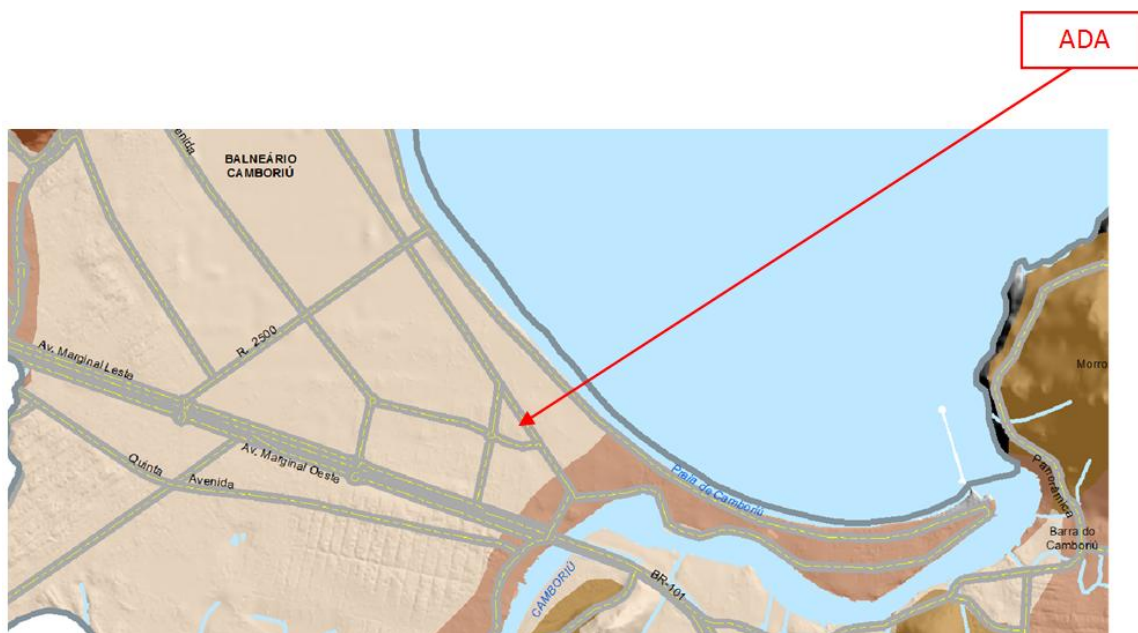 ADA
enida
BALNEÁRIO
CAMBORIÚ
R. 2500
Av. Marginal Leste
Morro
Av. Marginal Oeste
Quinta
Avenida
Praia de Camboriú
Panorâmica
Barra do
Camboriú
CAMBORIÚ
BR-101